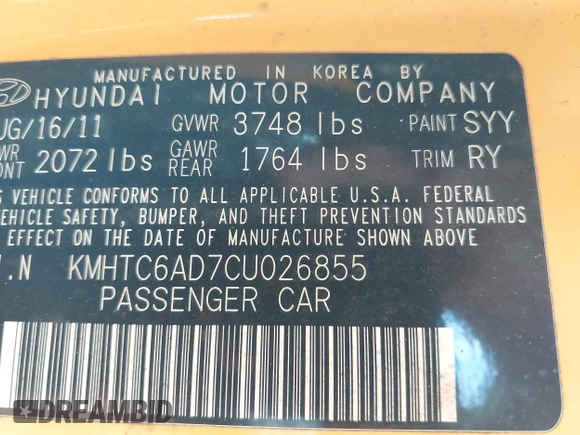 MANUFACTURED IN KOREA BY
HYUNDAI MOTOR COMPANY
UG/16/11 GVWR 3748 lbs PAINT SYY
WR ONT 2072 lbs GAWR REAR 1764 lbs TRIM RY
S VEHICLE CONFORMS TO ALL APPLICABLE U.S.A. FEDERAL
VEHICLE SAFETY, BUMPER, AND THEFT PREVENTION STANDARDS
EFFECT ON THE DATE OF MANUFACTURE SHOWN ABOVE
I.N KMHTC6AD7CU026855
PASSENGER CAR
DREAMBID